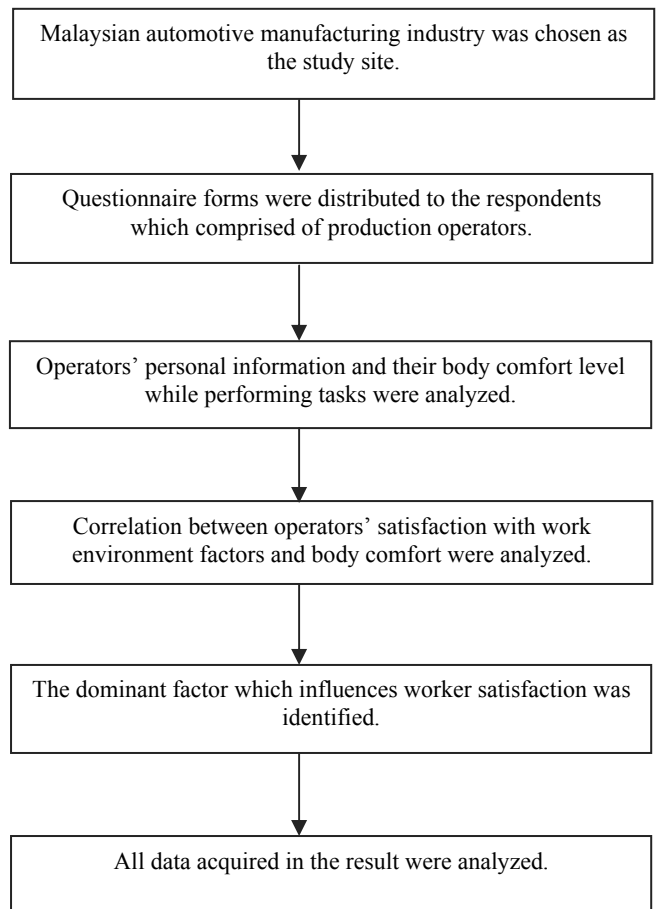 Malaysian automotive manufacturing industry was chosen as
the study site.
Questionnaire forms were distributed to the respondents
which comprised of production operators.
Operators’ personal information and their body comfort level
while performing tasks were analyzed.
Correlation between operators’ satisfaction with work
environment factors and body comfort were analyzed.
The dominant factor which influences worker satisfaction was
identified.
All data acquired in the result were analyzed.